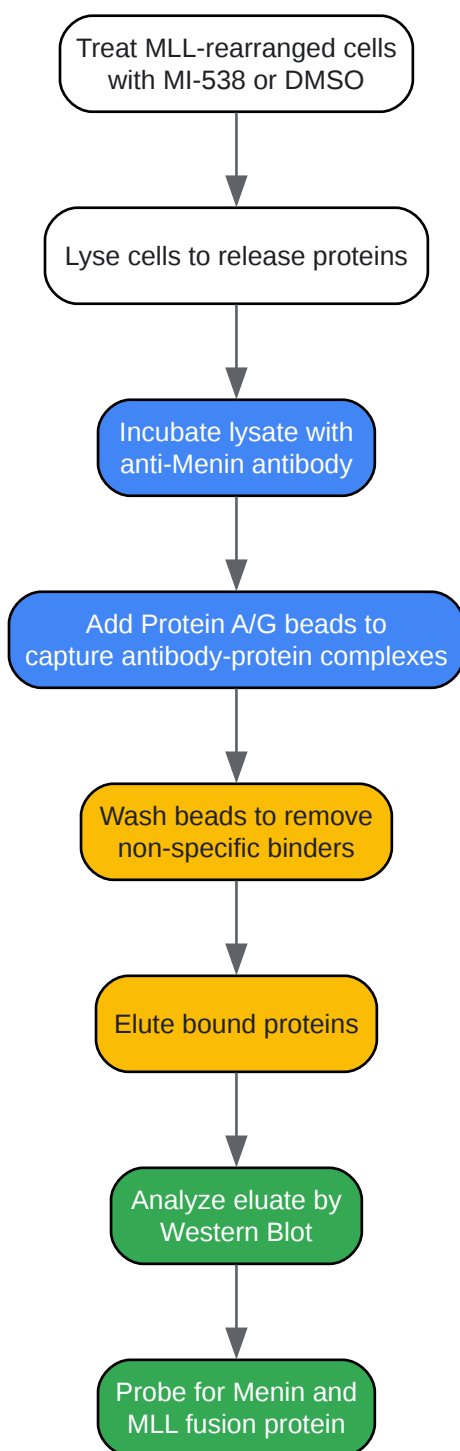 Treat MLL-rearranged cells
with MI-538 or DMSO
Lyse cells to release proteins
Incubate lysate with
anti-Menin antibody
Add Protein A/G beads to
capture antibody-protein complexes
Wash beads to remove
non-specific binders
Elute bound proteins
Analyze eluate by
Western Blot
Probe for Menin and
MLL fusion protein